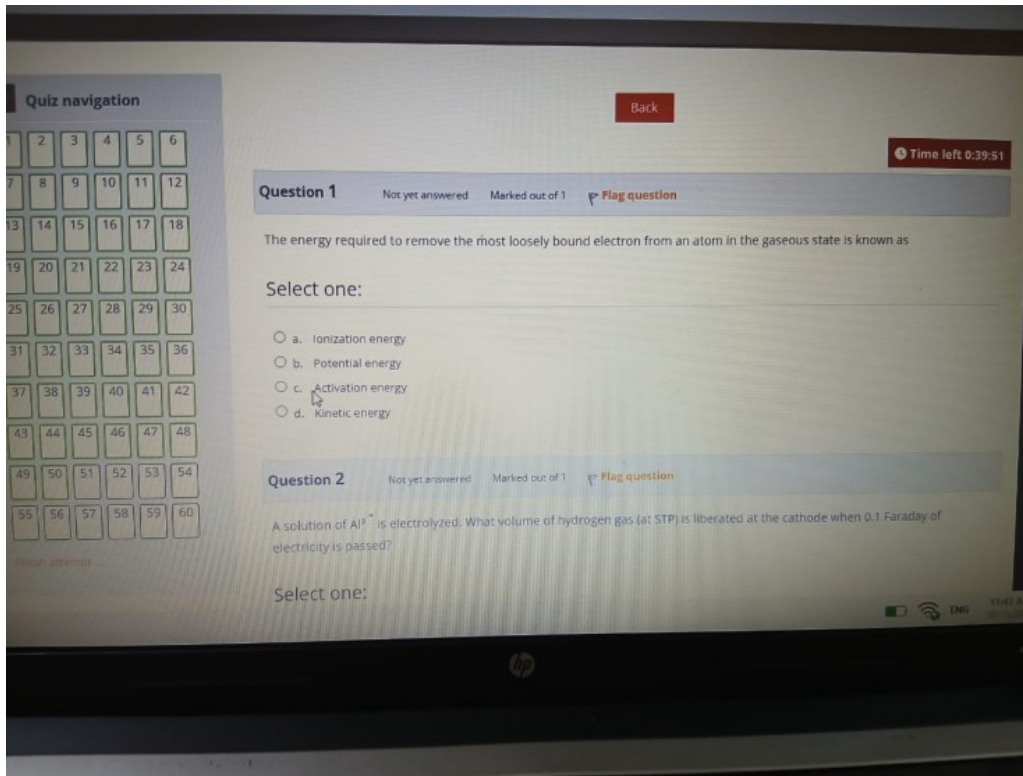 Quiz navigation
Back
1 2 3 4 5 6
7 8 9 10 11 12
13 14 15 16 17 18
19 20 21 22 23 24
25 26 27 28 29 30
31 32 33 34 35 36
37 38 39 40 41 42
43 44 45 46 47 48
49 50 51 52 53 54
55 56 57 58 59 60
Finish attempt ...
Time left 0:39:51
Question 1 Not yet answered Marked out of 1 Flag question
The energy required to remove the most loosely bound electron from an atom in the gaseous state is known as
Select one:
a. Ionization energy
b. Potential energy
c. Activation energy
d. Kinetic energy
Question 2 Not yet answered Marked out of 1 Flag question
A solution of Al³⁺ is electrolyzed. What volume of hydrogen gas (at STP) is liberated at the cathode when 0.1 Faraday of
electricity is passed?
Select one:
ENG
hp